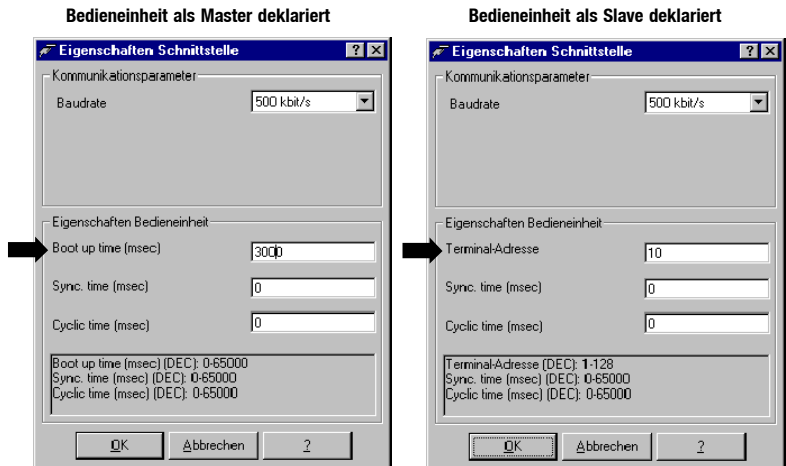 Bedieneinheit als Master deklariert
Eigenschaften Schnittstelle
Kommunikationsparameter
Baudrate 500 kbit/s
Eigenschaften Bedieneinheit
Boot up time (msec) 3000
Sync. time (msec) 0
Cyclic time (msec) 0
Boot up time (msec) (DEC): 0-65000
Sync. time (msec) (DEC): 0-65000
Cyclic time (msec) (DEC): 0-65000
OK Abbrechen ?
Bedieneinheit als Slave deklariert
Eigenschaften Schnittstelle
Kommunikationsparameter
Baudrate 500 kbit/s
Eigenschaften Bedieneinheit
Terminal-Adresse 10
Sync. time (msec) 0
Cyclic time (msec) 0
Terminal-Adresse (DEC): 1-128
Sync. time (msec) (DEC): 0-65000
Cyclic time (msec) (DEC): 0-65000
OK Abbrechen ?